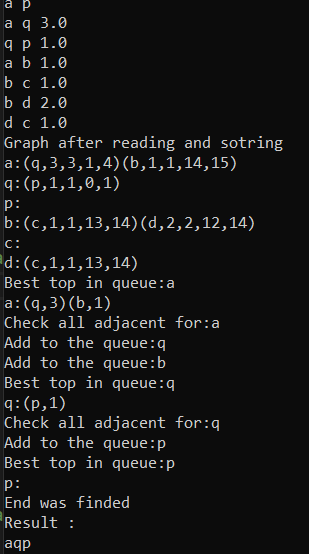 a p
a q 3.0
q p 1.0
a b 1.0
b c 1.0
b d 2.0
d c 1.0
Graph after reading and sotring
a:(q,3,3,1,4)(b,1,1,14,15)
q:(p,1,1,0,1)
p:
b:(c,1,1,13,14)(d,2,2,12,14)
c:
d:(c,1,1,13,14)
Best top in queue:a
a:(q,3)(b,1)
Check all adjacent for:a
Add to the queue:q
Add to the queue:b
Best top in queue:q
q:(p,1)
Check all adjacent for:q
Add to the queue:p
Best top in queue:p
p:
End was finded
Result :
aqp